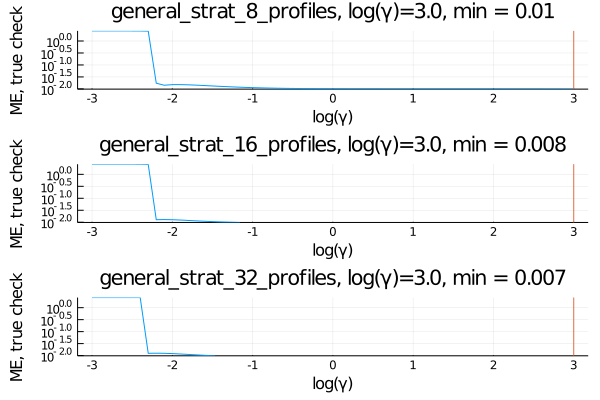 general_strat_8_profiles, log(γ)=3.0, min = 0.01
ME, true check
10^0.0
10^-0.5
10^-1.0
10^-1.5
10^-2.0
-3 -2 -1 0 1 2 3
log(γ)
general_strat_16_profiles, log(γ)=3.0, min = 0.008
ME, true check
10^0.0
10^-0.5
10^-1.0
10^-1.5
10^-2.0
-3 -2 -1 0 1 2 3
log(γ)
general_strat_32_profiles, log(γ)=3.0, min = 0.007
ME, true check
10^0.0
10^-0.5
10^-1.0
10^-1.5
10^-2.0
-3 -2 -1 0 1 2 3
log(γ)